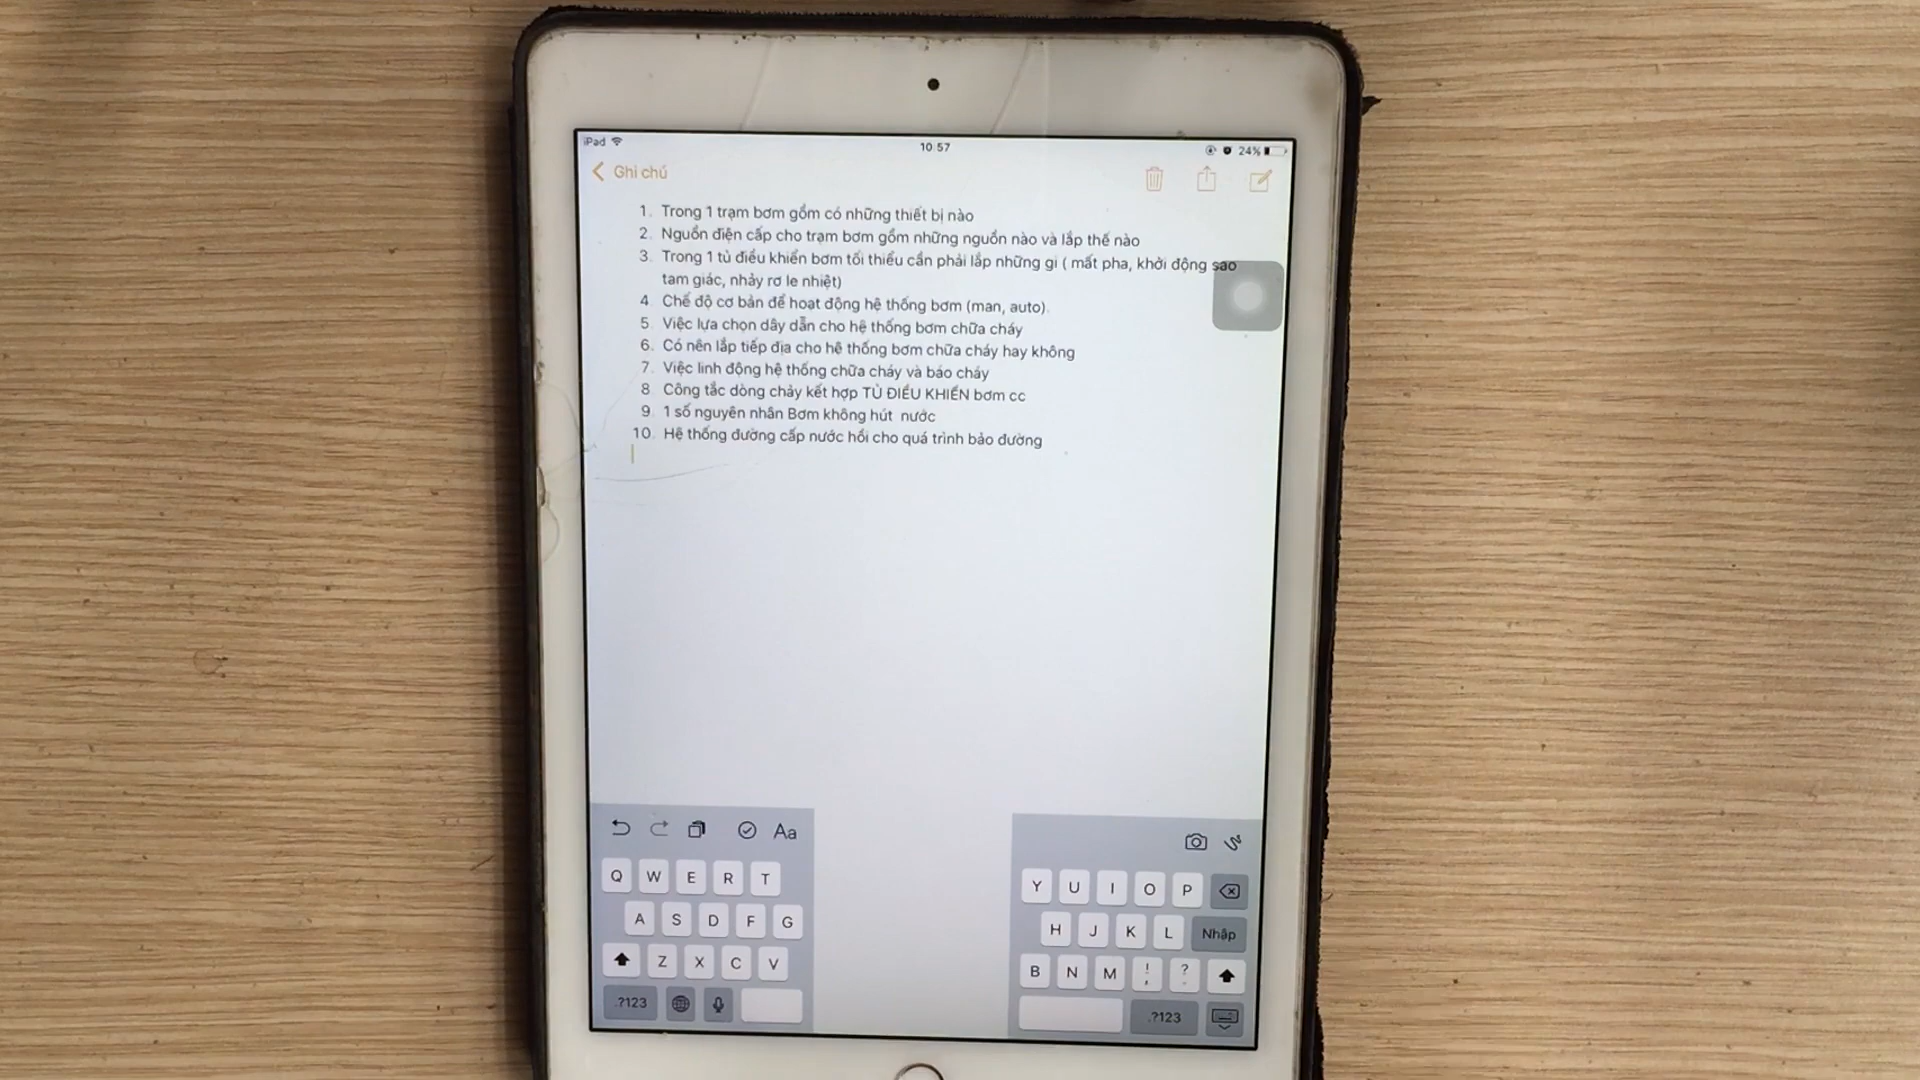 iPad
10:57
24%
Ghi chú
1. Trong 1 trạm bơm gồm có những thiết bị nào
2. Nguồn điện cấp cho trạm bơm gồm những nguồn nào và lắp thế nào
3. Trong 1 tủ điều khiển bơm tối thiểu cần phải lắp những gi ( mất pha, khởi động sao
tam giác, nhảy rơ le nhiệt)
4. Chế độ cơ bản để hoạt động hệ thống bơm (man, auto).
5. Việc lựa chọn dây dẫn cho hệ thống bơm chữa cháy
6. Có nên lắp tiếp địa cho hê thống bơm chữa cháy hay không
7. Việc linh động hệ thống chữa cháy và báo cháy
8. Công tắc dòng chảy kết hợp TỦ ĐIỀU KHIỂN bơm cc
9. 1 số nguyên nhân Bơm không hút nước
10. Hệ thống đường cấp nước hồi cho quá trình bảo đường
Aa
Q W E R T
Y U I O P
A S D F G
H J K L Nhập
Z X C V
B N M ! , ? .
.?123
.?123